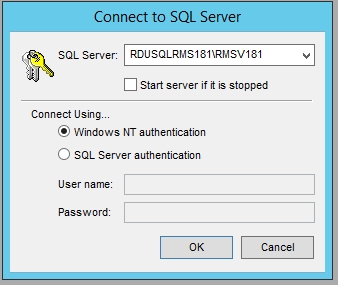 Connect to SQL Server
SQL Server: RDUSQLRMS181\RMSV181
Start server if it is stopped
Connect Using...
Windows NT authentication
SQL Server authentication
User name:
Password:
OK Cancel